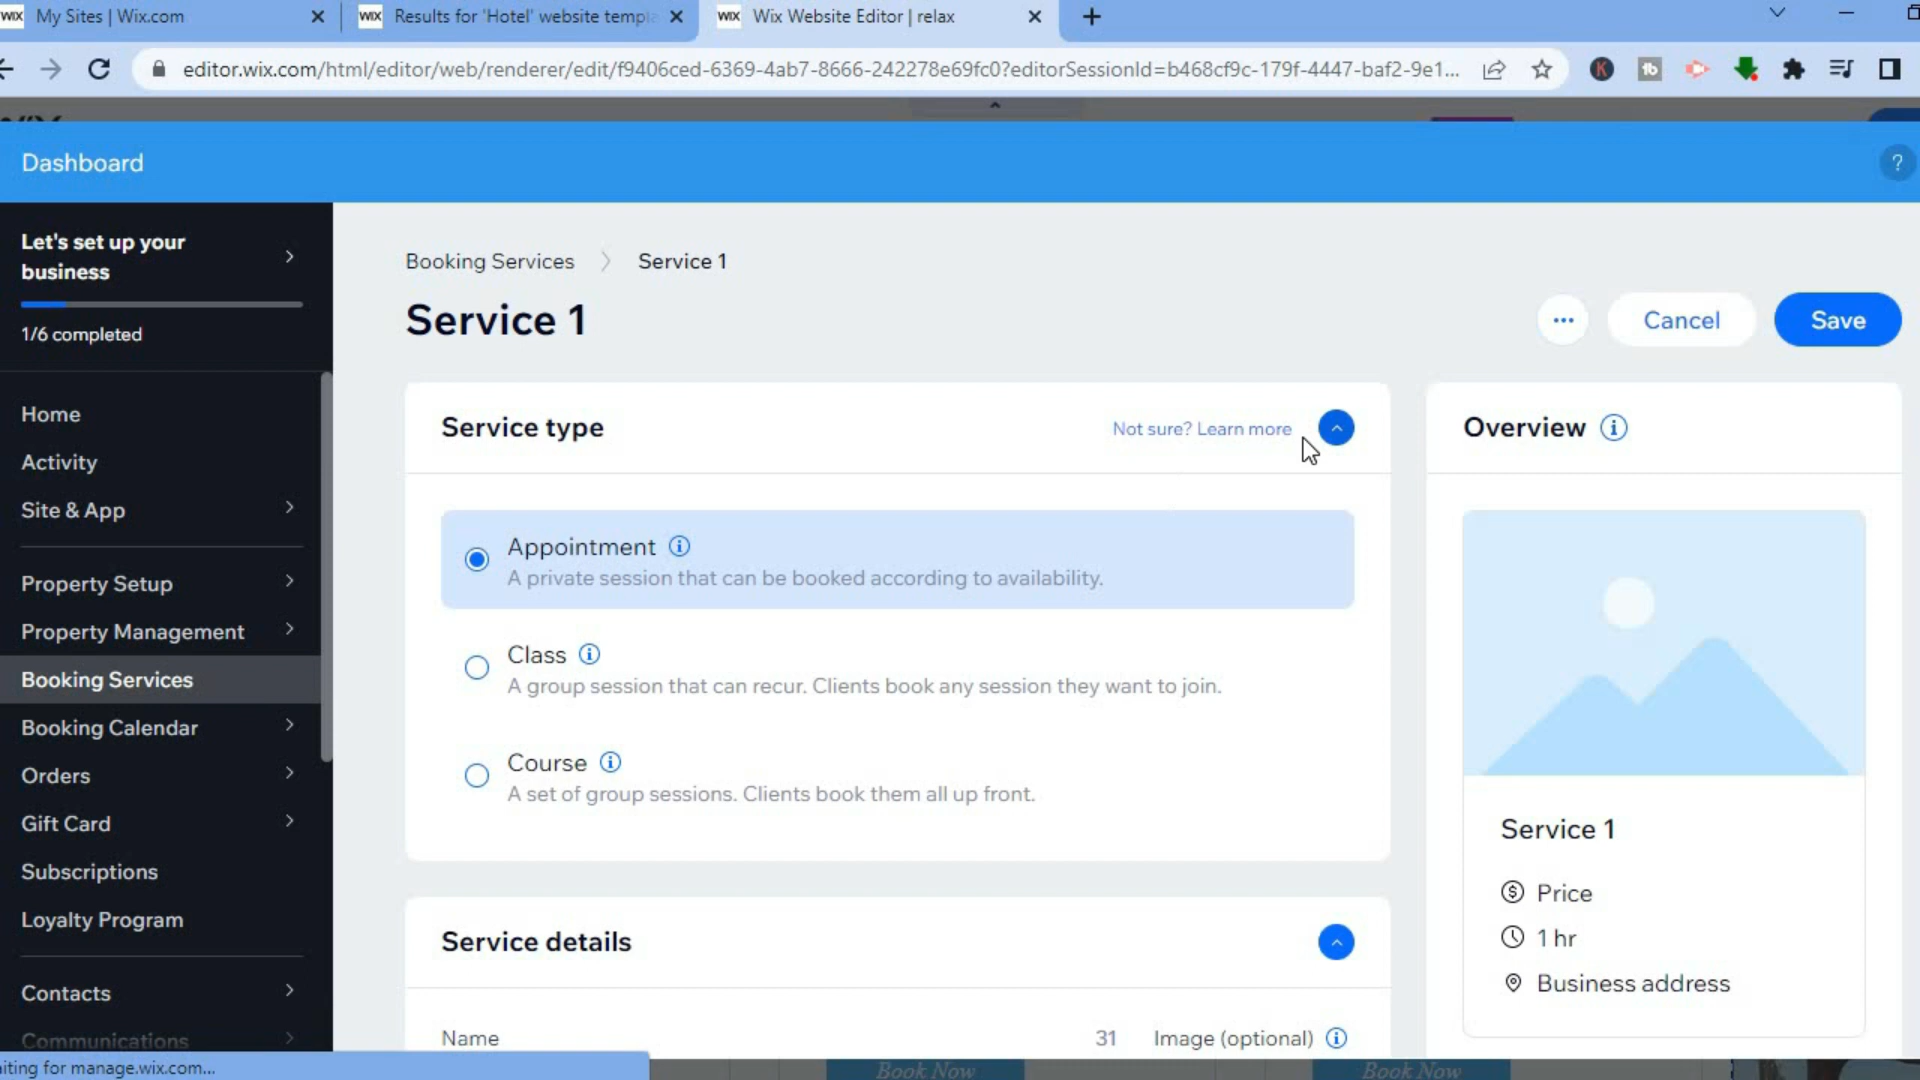 WIX My Sites | Wix.com
WIX Results for 'Hotel' website templ
WIX Wix Website Editor | relax
editor.wix.com/html/editor/web/renderer/edit/f9406ced-6369-4ab7-8666-242278e69fc0?editorSessionId=b468cf9c-179f-4447-baf2-9e1...
K
tb
Dashboard
?
Let's set up your
business
1/6 completed
Home
Activity
Site & App
Property Setup
Property Management
Booking Services
Booking Calendar
Orders
Gift Card
Subscriptions
Loyalty Program
Contacts
Communications
iting for manage.wix.com...
Booking Services > Service 1
Service 1
... Cancel Save
Service type
Not sure? Learn more
Appointment
A private session that can be booked according to availability.
Class
A group session that can recur. Clients book any session they want to join.
Course
A set of group sessions. Clients book them all up front.
Service details
Name 31 Image (optional)
Overview
Service 1
Price
1 hr
Business address
Book Now
Book Now